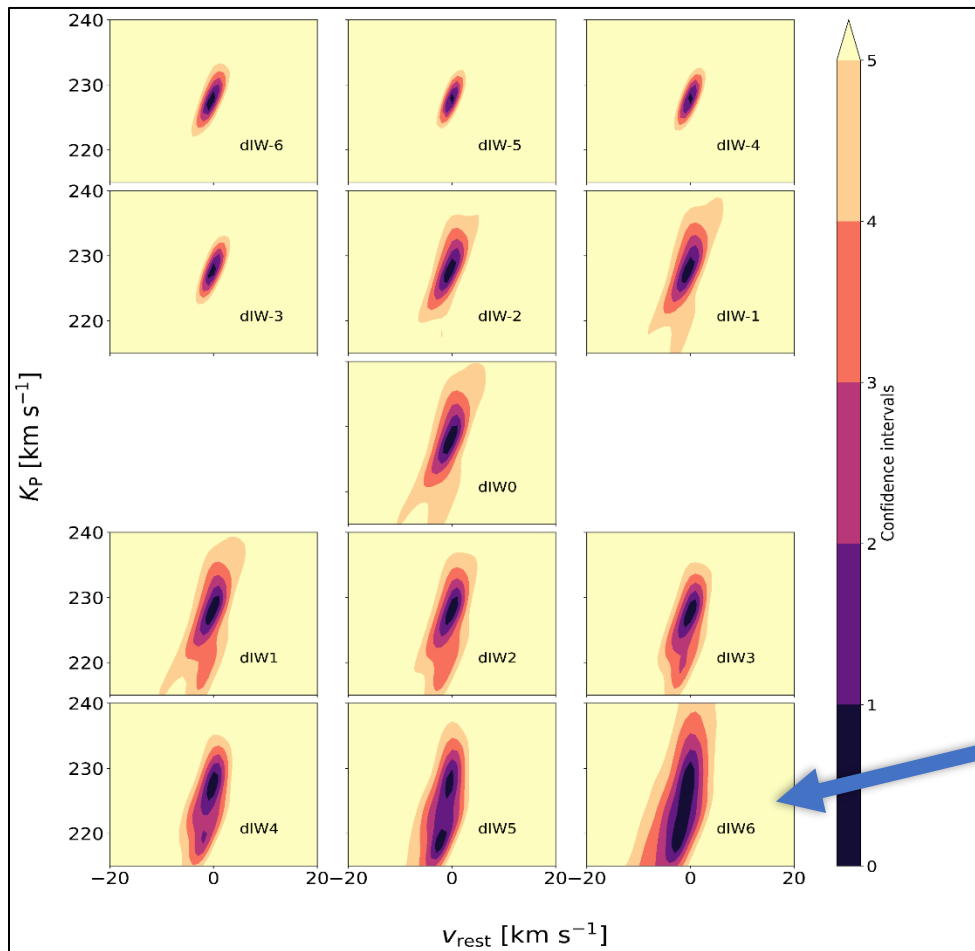 240
230
220
dIW-6
dIW-5
dIW-4
240
230
220
dIW-3
dIW-2
dIW-1
dIW0
K_P [km s⁻¹]
240
230
220
dIW1
dIW2
dIW3
240
230
220
dIW4
dIW5
dIW6
−20 0 20
−20 0 20
−20 0 20
v_rest [km s⁻¹]
5
4
3
2
1
0
Confidence intervals